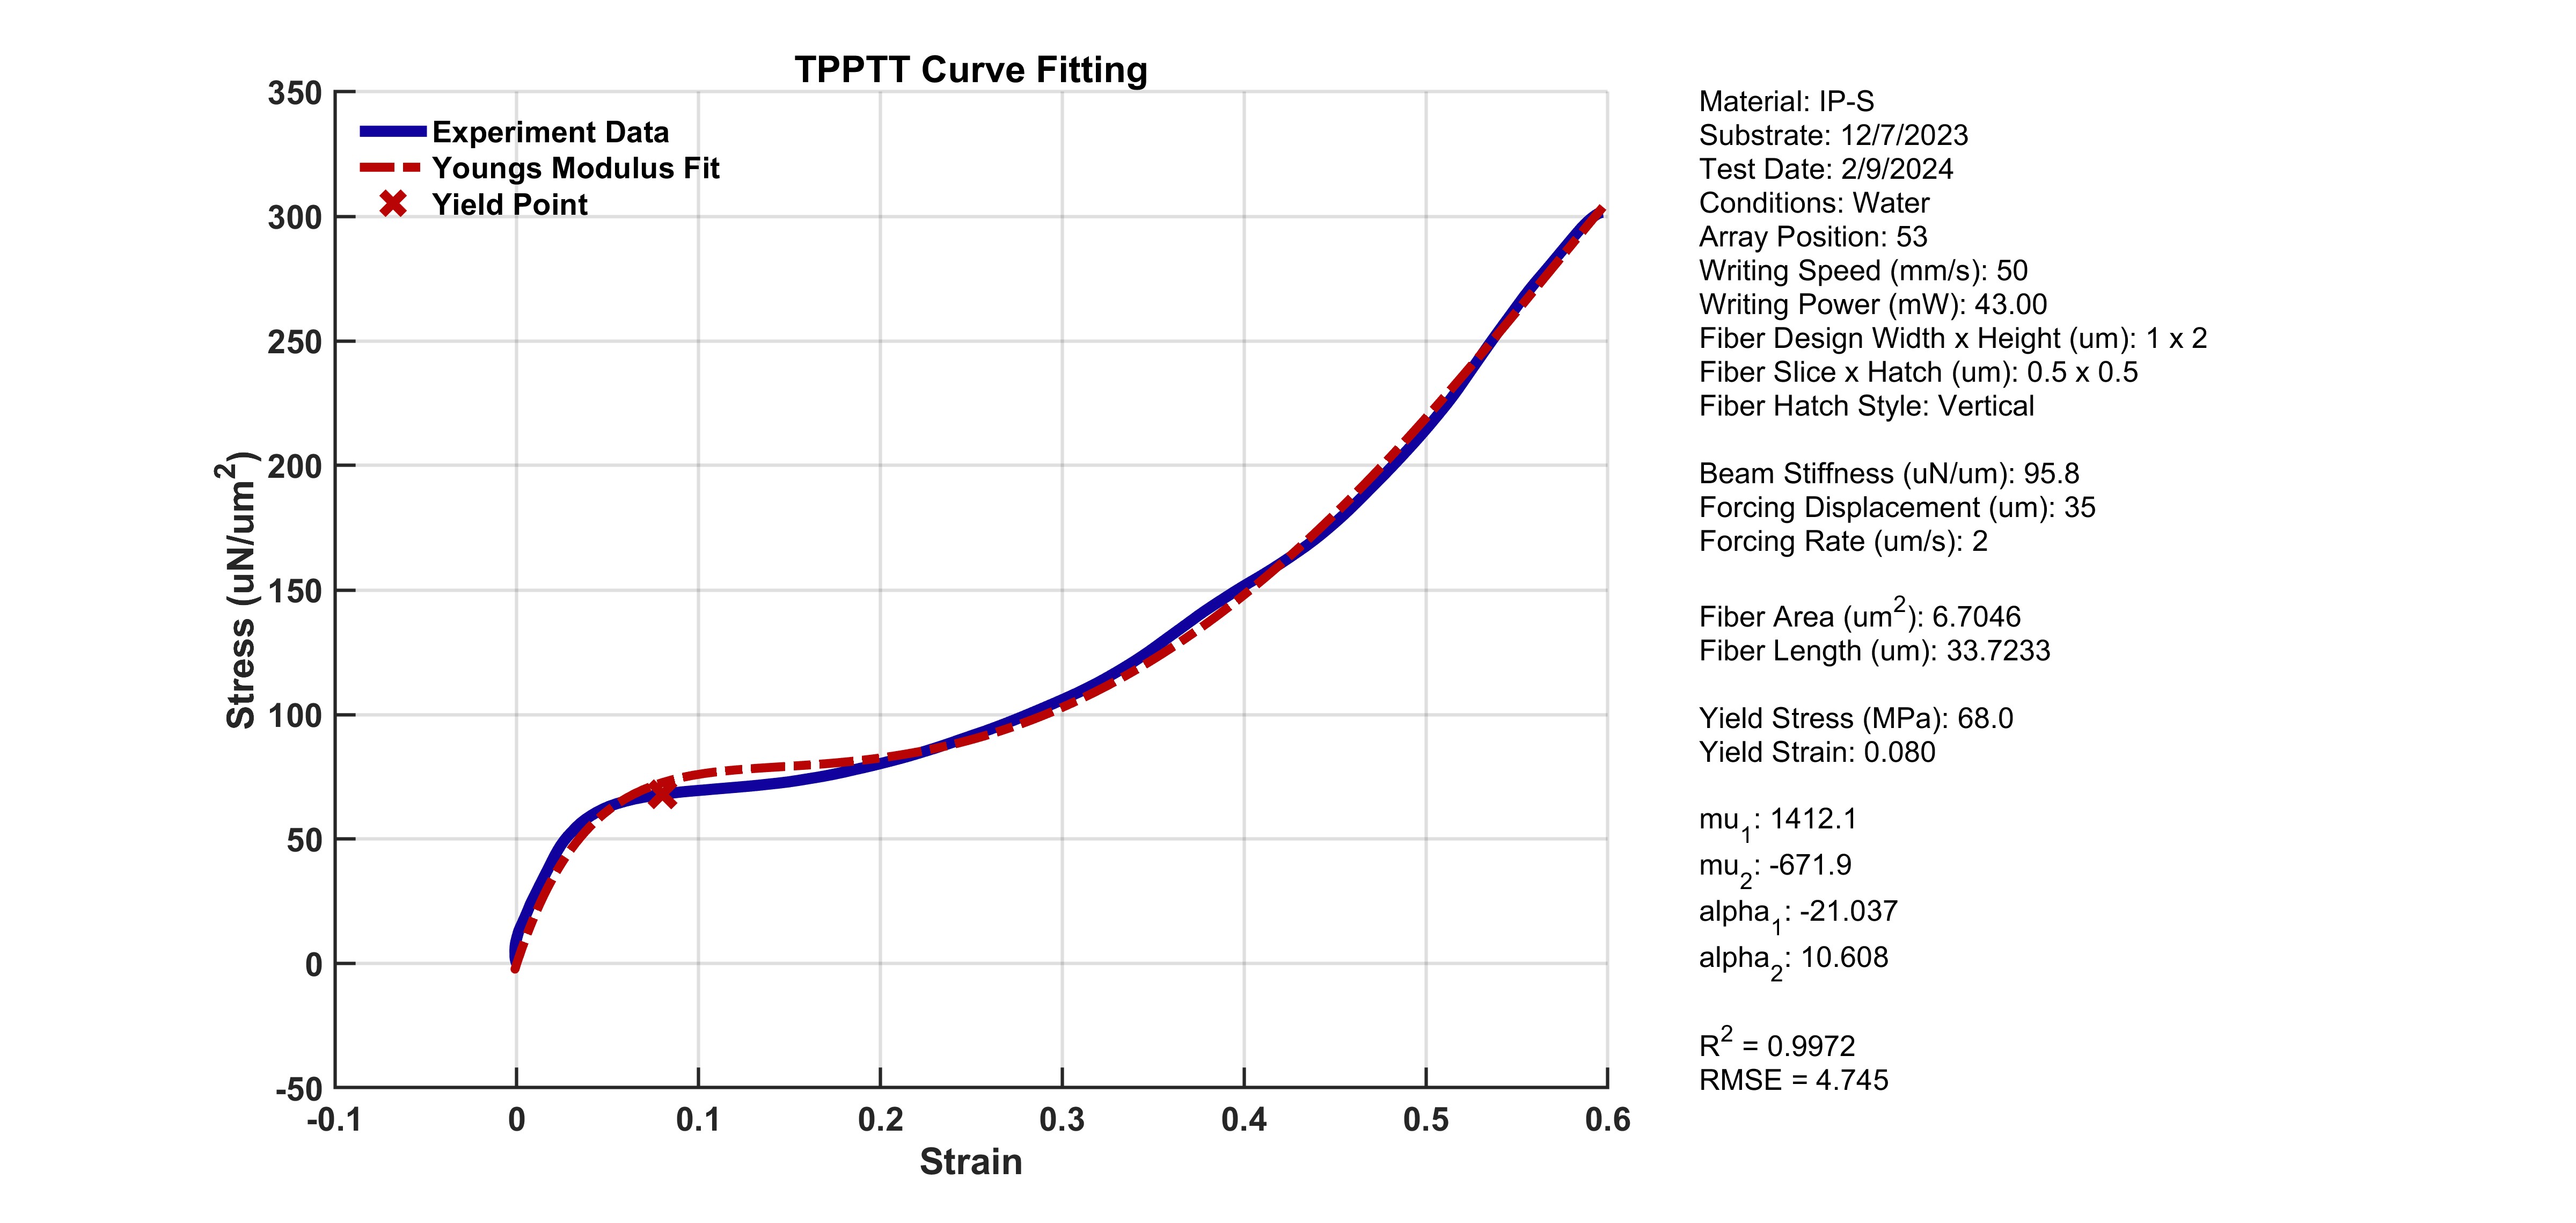 TPPTT Curve Fitting
350
300
250
200
150
100
50
0
-50
Stress (uN/um²)
Experiment Data
Youngs Modulus Fit
Yield Point
-0.1
0
0.1
0.2
0.3
0.4
0.5
0.6
Strain
Material: IP-S
Substrate: 12/7/2023
Test Date: 2/9/2024
Conditions: Water
Array Position: 53
Writing Speed (mm/s): 50
Writing Power (mW): 43.00
Fiber Design Width x Height (um): 1 x 2
Fiber Slice x Hatch (um): 0.5 x 0.5
Fiber Hatch Style: Vertical
Beam Stiffness (uN/um): 95.8
Forcing Displacement (um): 35
Forcing Rate (um/s): 2
Fiber Area (um²): 6.7046
Fiber Length (um): 33.7233
Yield Stress (MPa): 68.0
Yield Strain: 0.080
mu₁: 1412.1
mu₂: -671.9
alpha₁: -21.037
alpha₂: 10.608
R² = 0.9972
RMSE = 4.745